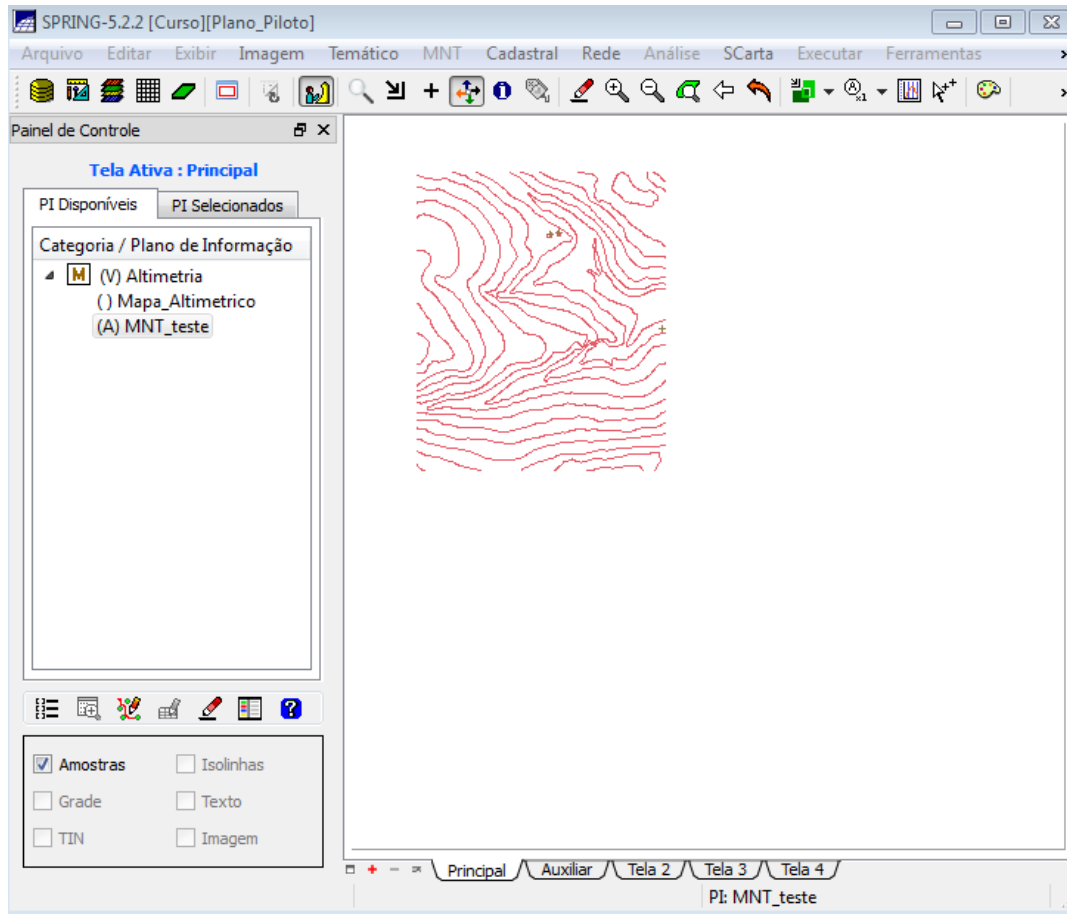 SPRING-5.2.2 [Curso][Plano_Piloto]
Arquivo Editar Exibir Imagem Temático MNT Cadastral Rede Análise SCarta Executar Ferramentas
Painel de Controle
Tela Ativa : Principal
PI Disponíveis PI Selecionados
Categoria / Plano de Informação
M (V) Altimetria
( ) Mapa_Altimetrico
(A) MNT_teste
Amostras Isolinhas
Grade Texto
TIN Imagem
Principal Auxiliar Tela 2 Tela 3 Tela 4
PI: MNT_teste